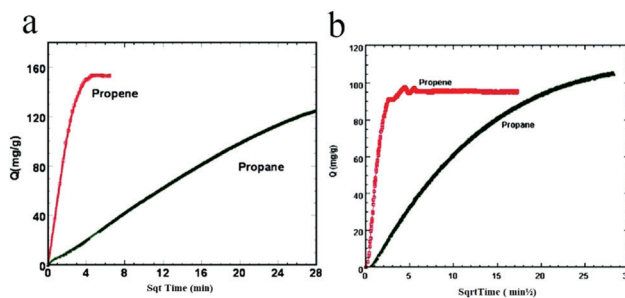 a
160
120
80
40
0
Q(mg/g)
Propene
Propane
0 4 8 12 16 20 24 28
Sqt Time (min)
b
120
100
80
60
40
20
0
Q (mg/g)
Propene
Propane
0 5 10 15 20 25
SqrtTime ( min½)